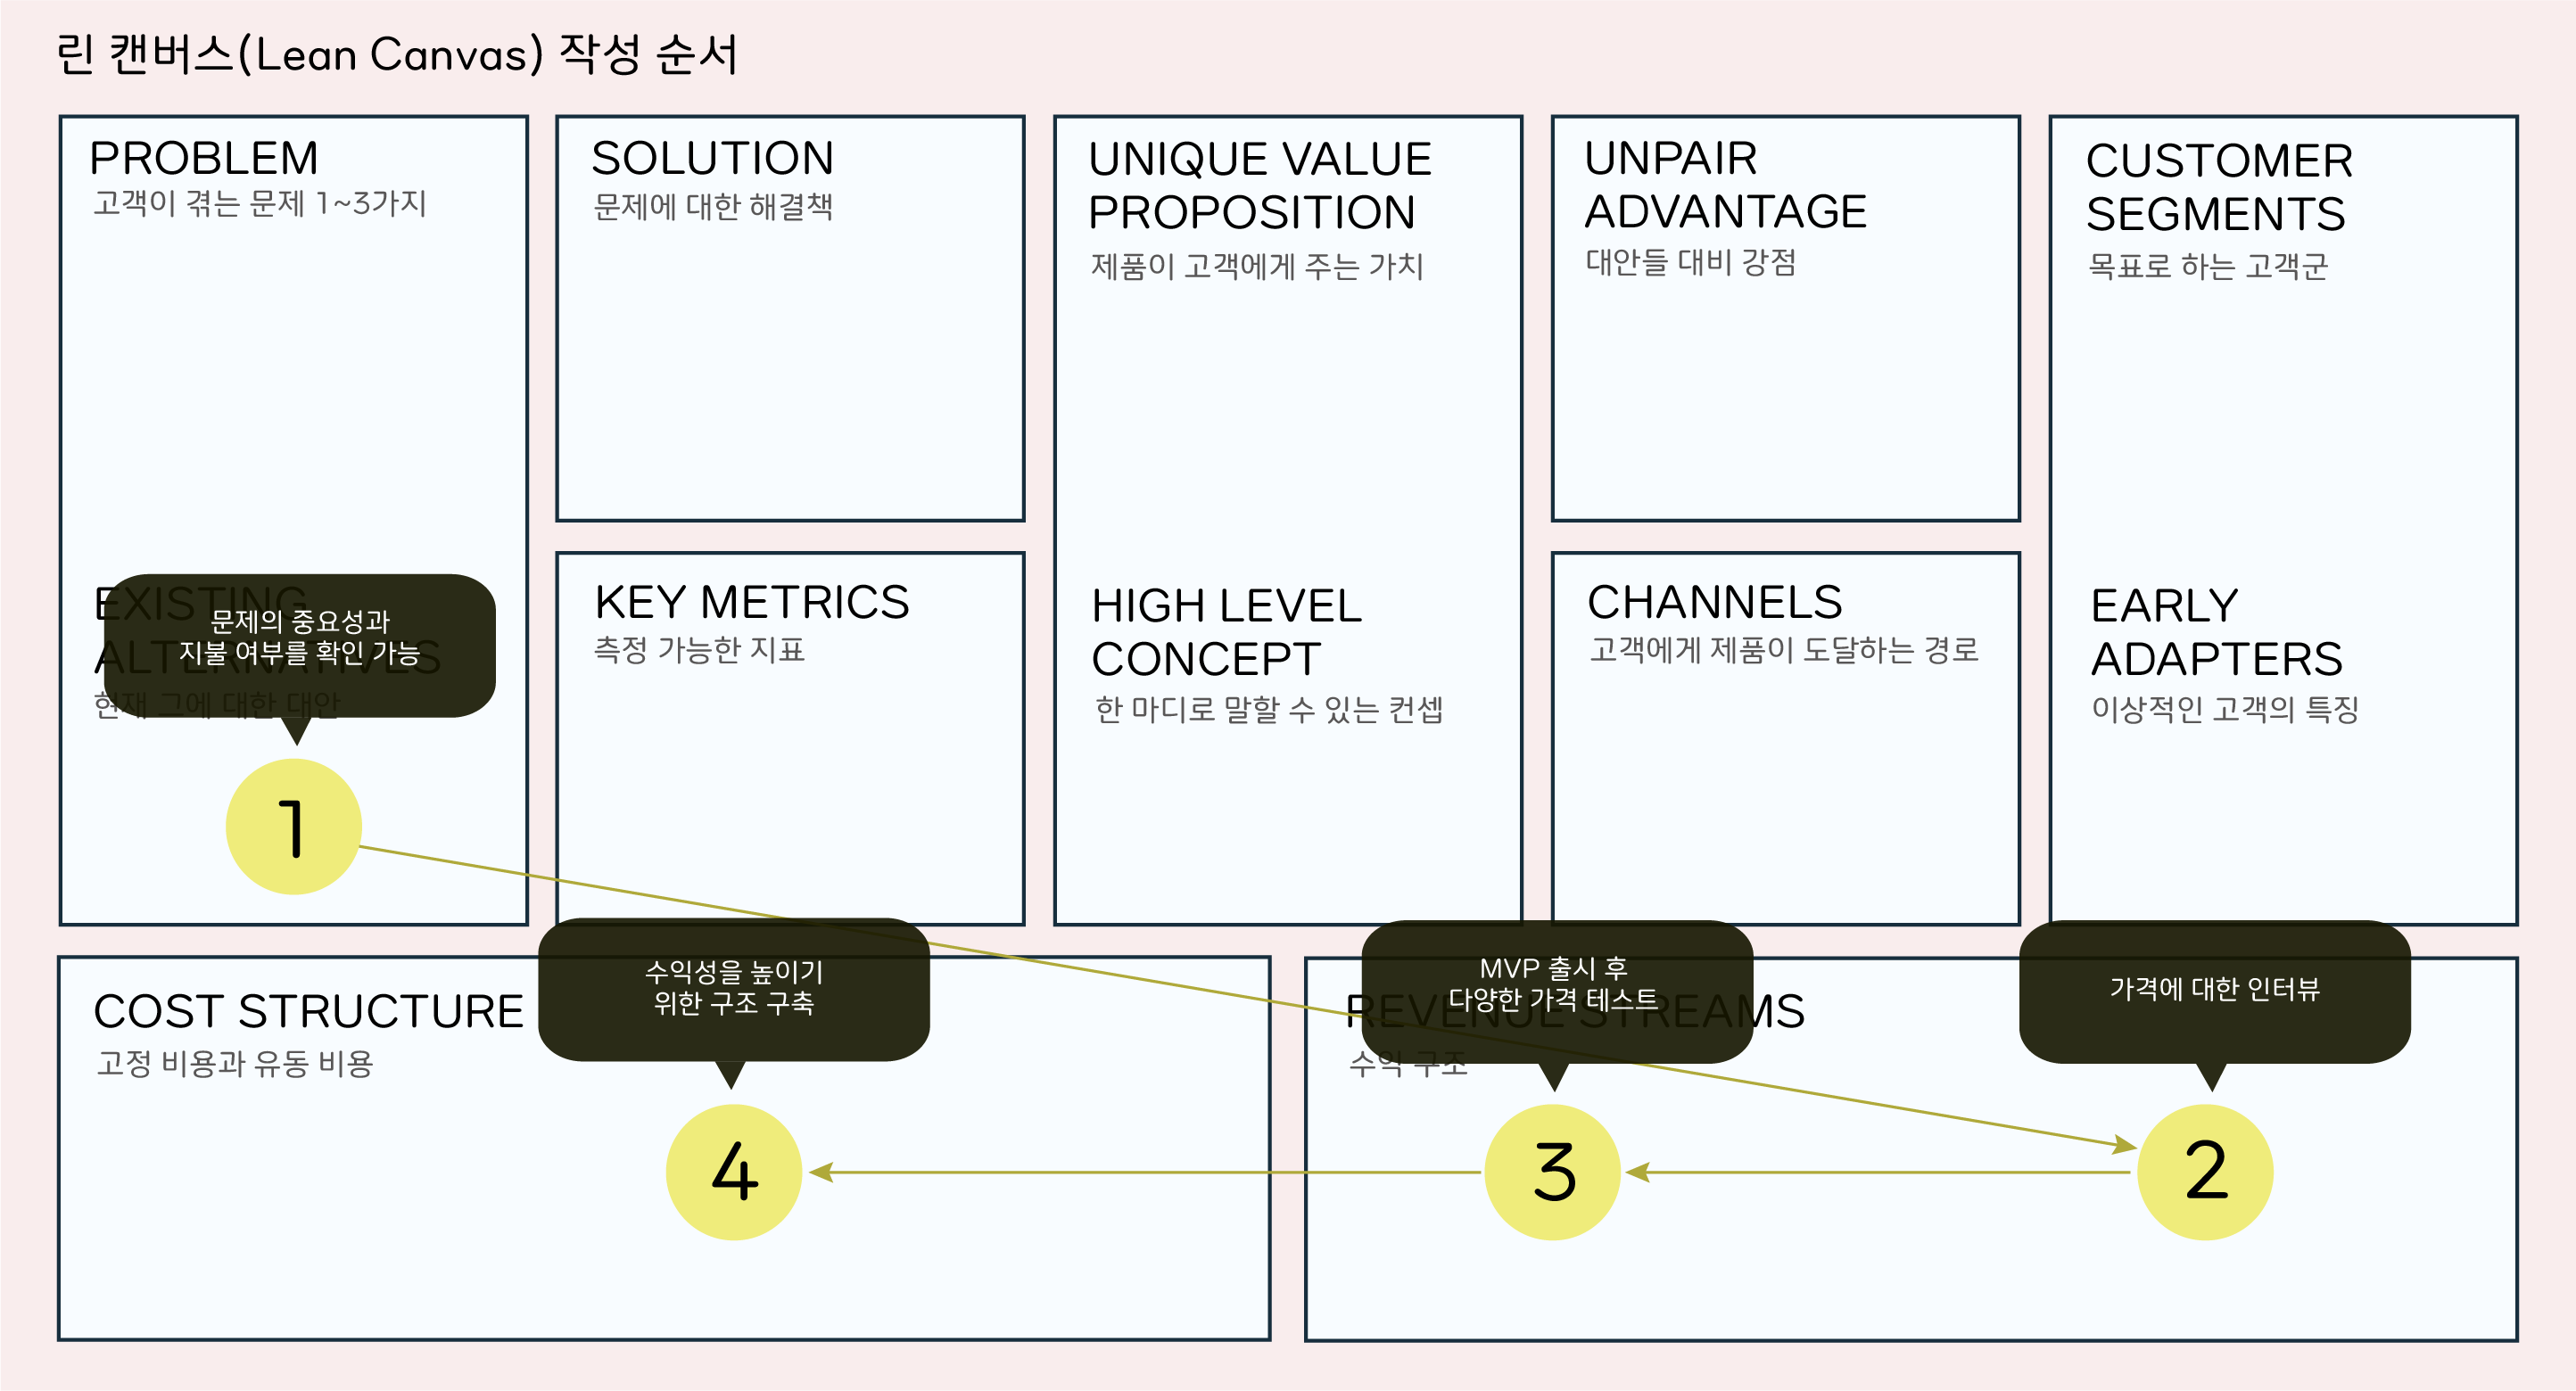 린 캔버스(Lean Canvas) 작성 순서
PROBLEM
고객이 겪는 문제 1~3가지
EXISTING
ALTERNATIVES
현재 그에 대한 대안
문제의 중요성과
지불 여부를 확인 가능
1
SOLUTION
문제에 대한 해결책
KEY METRICS
측정 가능한 지표
UNIQUE VALUE
PROPOSITION
제품이 고객에게 주는 가치
HIGH LEVEL
CONCEPT
한 마디로 말할 수 있는 컨셉
UNPAIR
ADVANTAGE
대안들 대비 강점
CHANNELS
고객에게 제품이 도달하는 경로
CUSTOMER
SEGMENTS
목표로 하는 고객군
EARLY
ADAPTERS
이상적인 고객의 특징
COST STRUCTURE
고정 비용과 유동 비용
수익성을 높이기
위한 구조 구축
4
REVENUE STREAMS
수익 구조
MVP 출시 후
다양한 가격 테스트
3
가격에 대한 인터뷰
2